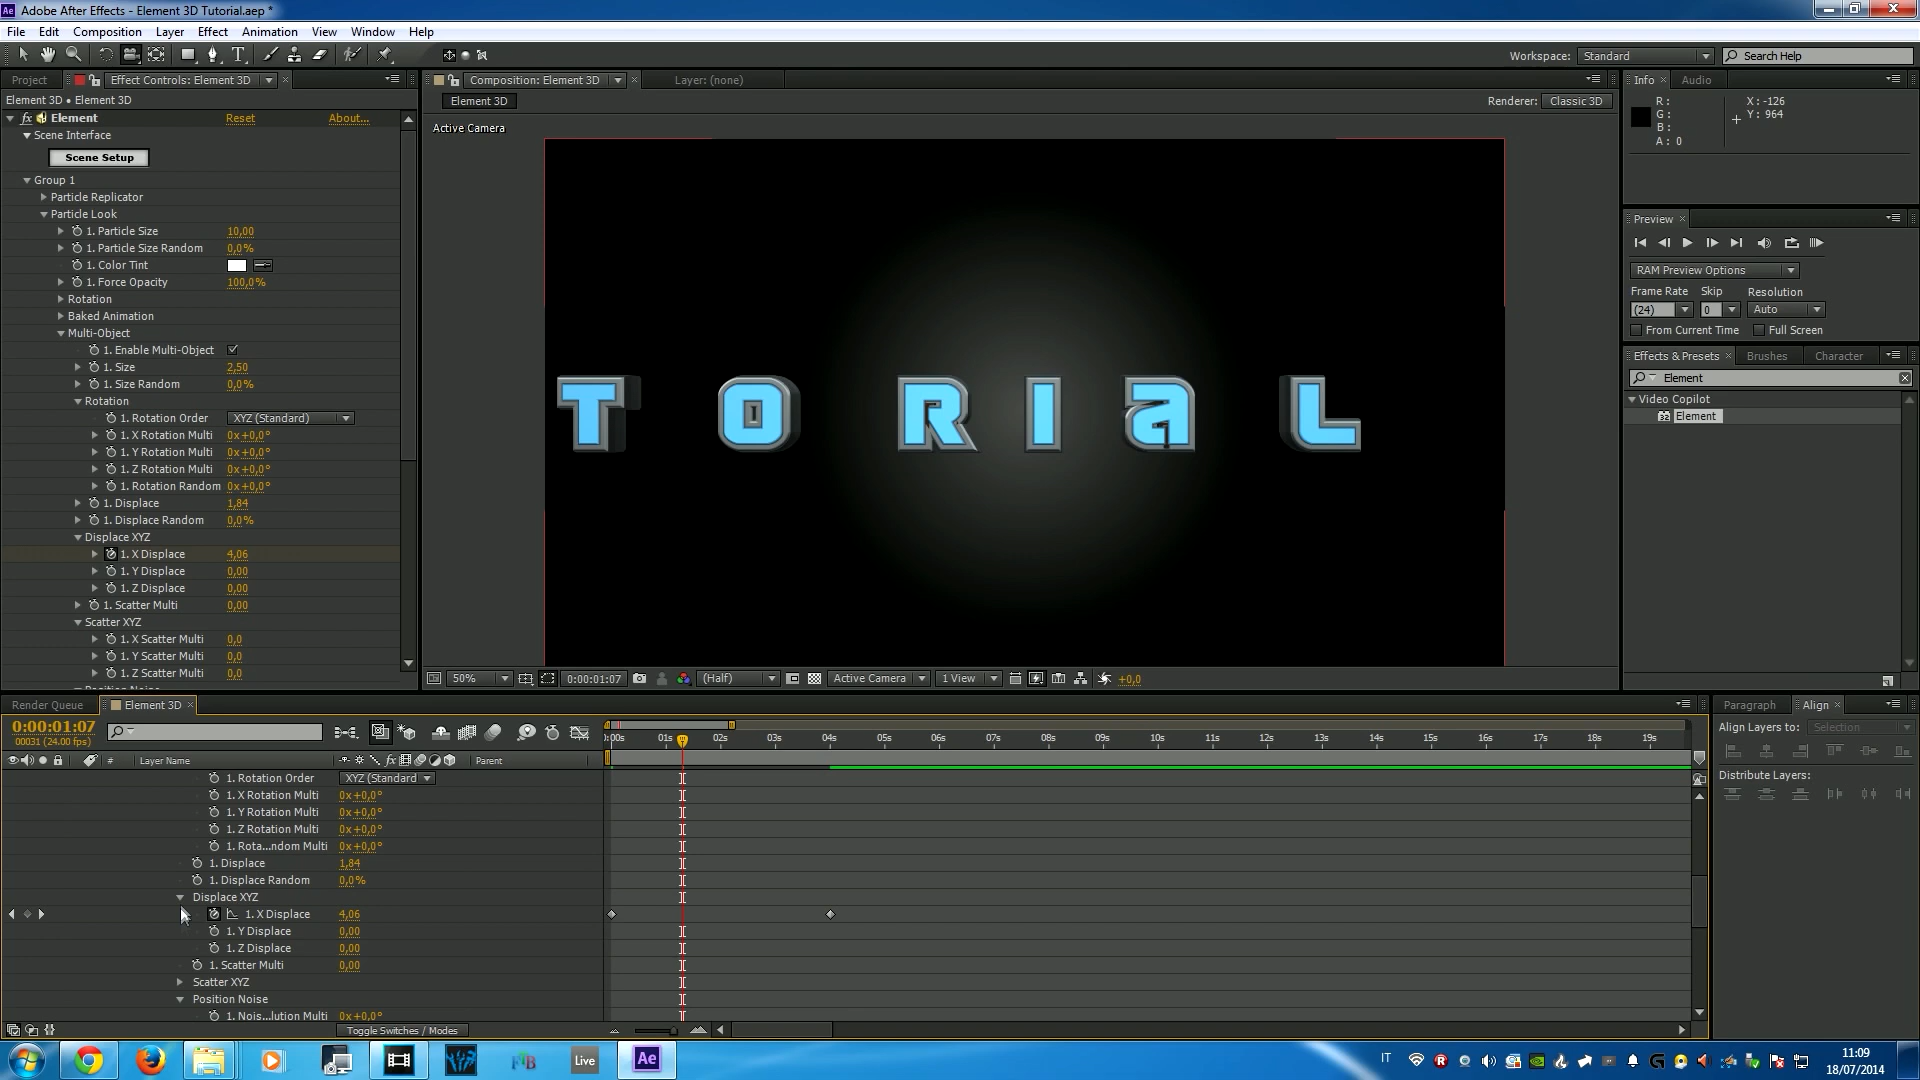 Adobe After Effects - Element 3D Tutorial.aep *
File Edit Composition Layer Effect Animation View Window Help
Workspace: Standard Search Help
Project Effect Controls: Element 3D
Element 3D • Element 3D
Element Reset About...
Scene Interface
Scene Setup
Group 1
Particle Replicator
Particle Look
1. Particle Size 10,00
1. Particle Size Random 0,0%
1. Color Tint
1. Force Opacity 100,0%
Rotation
Baked Animation
Multi-Object
1. Enable Multi-Object
1. Size 2,50
1. Size Random 0,0%
Rotation
1. Rotation Order XYZ (Standard)
1. X Rotation Multi 0x+0,0°
1. Y Rotation Multi 0x+0,0°
1. Z Rotation Multi 0x+0,0°
1. Rotation Random 0x+0,0°
1. Displace 1,84
1. Displace Random 0,0%
Displace XYZ
1. X Displace 4,06
1. Y Displace 0,00
1. Z Displace 0,00
1. Scatter Multi 0,00
Scatter XYZ
1. X Scatter Multi 0,0
1. Y Scatter Multi 0,0
1. Z Scatter Multi 0,0
Composition: Element 3D Layer: (none)
Element 3D Renderer: Classic 3D
Active Camera
TORIaL
50% 0:00:01:07 (Half) Active Camera 1 View +0,0
Info Audio
R: X: -126
G: Y: 964
B:
A: 0
Preview
RAM Preview Options
Frame Rate Skip Resolution
(24) 0 Auto
From Current Time Full Screen
Effects & Presets Brushes Character
Element
Video Copilot
Element
Render Queue Element 3D
0:00:01:07
00031 (24.00 fps)
:00s 01s 02s 03s 04s 05s 06s 07s 08s 09s 10s 11s 12s 13s 14s 15s 16s 17s 18s 19s
# Layer Name Parent
1. Rotation Order XYZ (Standard
1. X Rotation Multi 0x+0,0°
1. Y Rotation Multi 0x+0,0°
1. Z Rotation Multi 0x+0,0°
1. Rota...ndom Multi 0x+0,0°
1. Displace 1,84
1. Displace Random 0,0%
Displace XYZ
1. X Displace 4,06
1. Y Displace 0,00
1. Z Displace 0,00
1. Scatter Multi 0,00
Scatter XYZ
Position Noise
1. Nois...lution Multi 0x+0,0°
Toggle Switches / Modes
Paragraph Align
Align Layers to: Selection
Distribute Layers:
Live Ae IT
11:09
18/07/2014